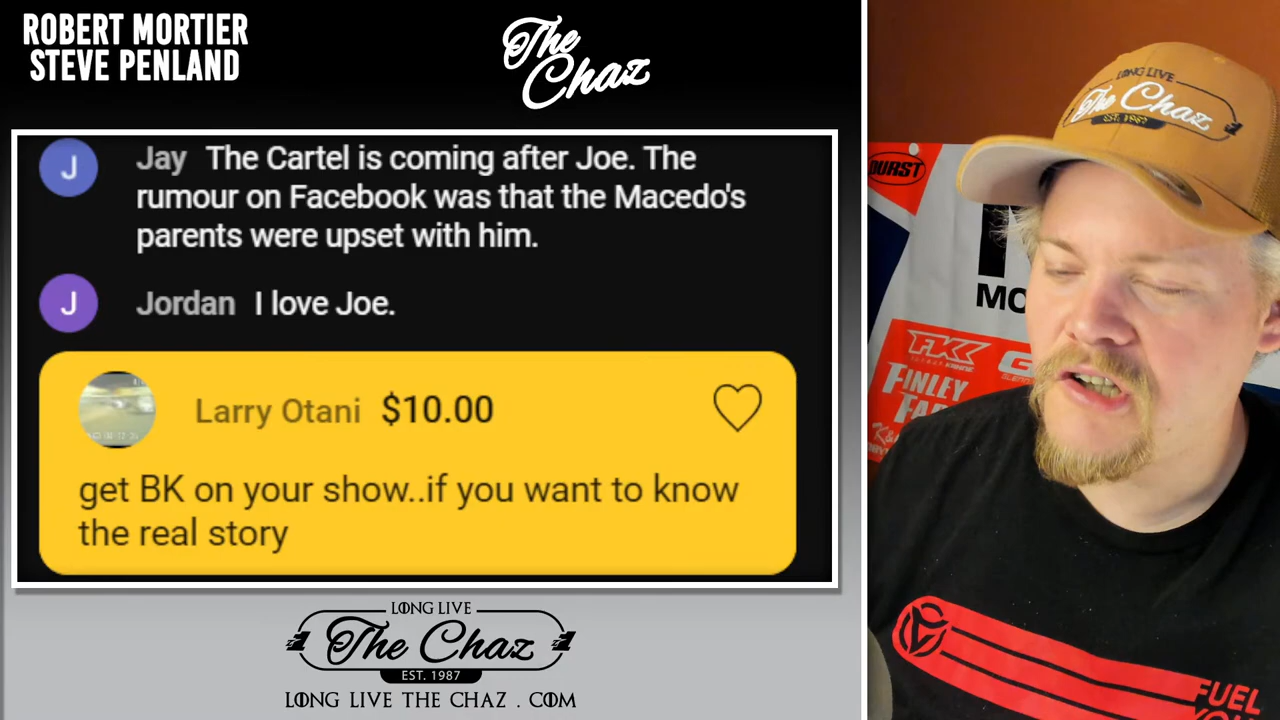 ROBERT MORTIER
STEVE PENLAND
The
Chaz
J
Jay The Cartel is coming after Joe. The
rumour on Facebook was that the Macedo's
parents were upset with him.
J
Jordan I love Joe.
Larry Otani $10.00
get BK on your show..if you want to know
the real story
LONG LIVE
The Chaz
EST. 1987
LONG LIVE THE CHAZ . COM
LONG LIVE
The Chaz
EST. 1987
DURST
MO
FK
FINLEY
FA
FUEL